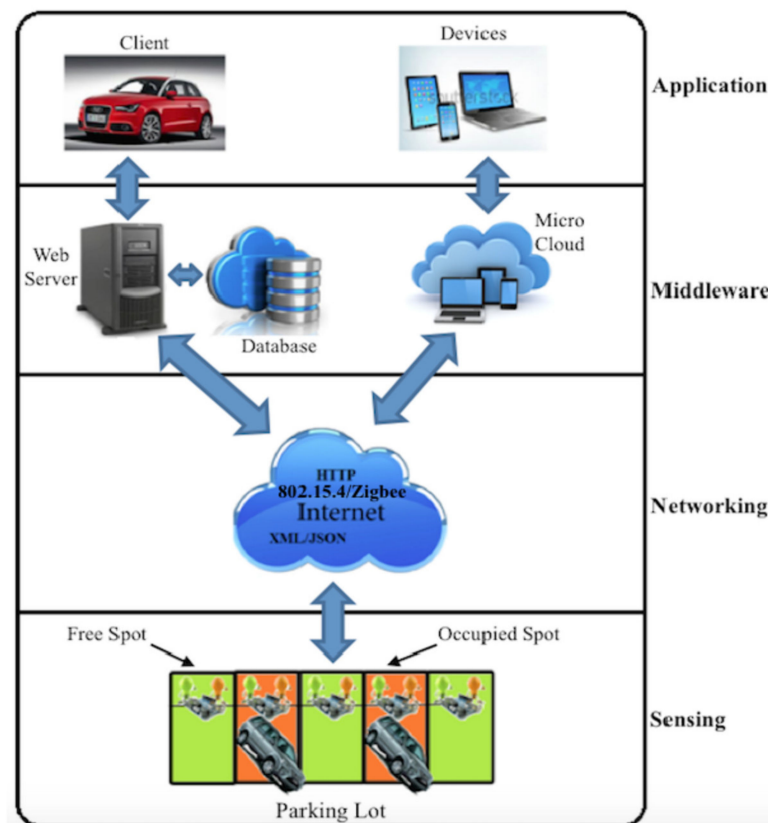 Client
Devices
Application
Web
Server
Database
Micro
Cloud
Middleware
HTTP
802.15.4/Zigbee
Internet
XML/JSON
Networking
Free Spot
Occupied Spot
Sensing
Parking Lot